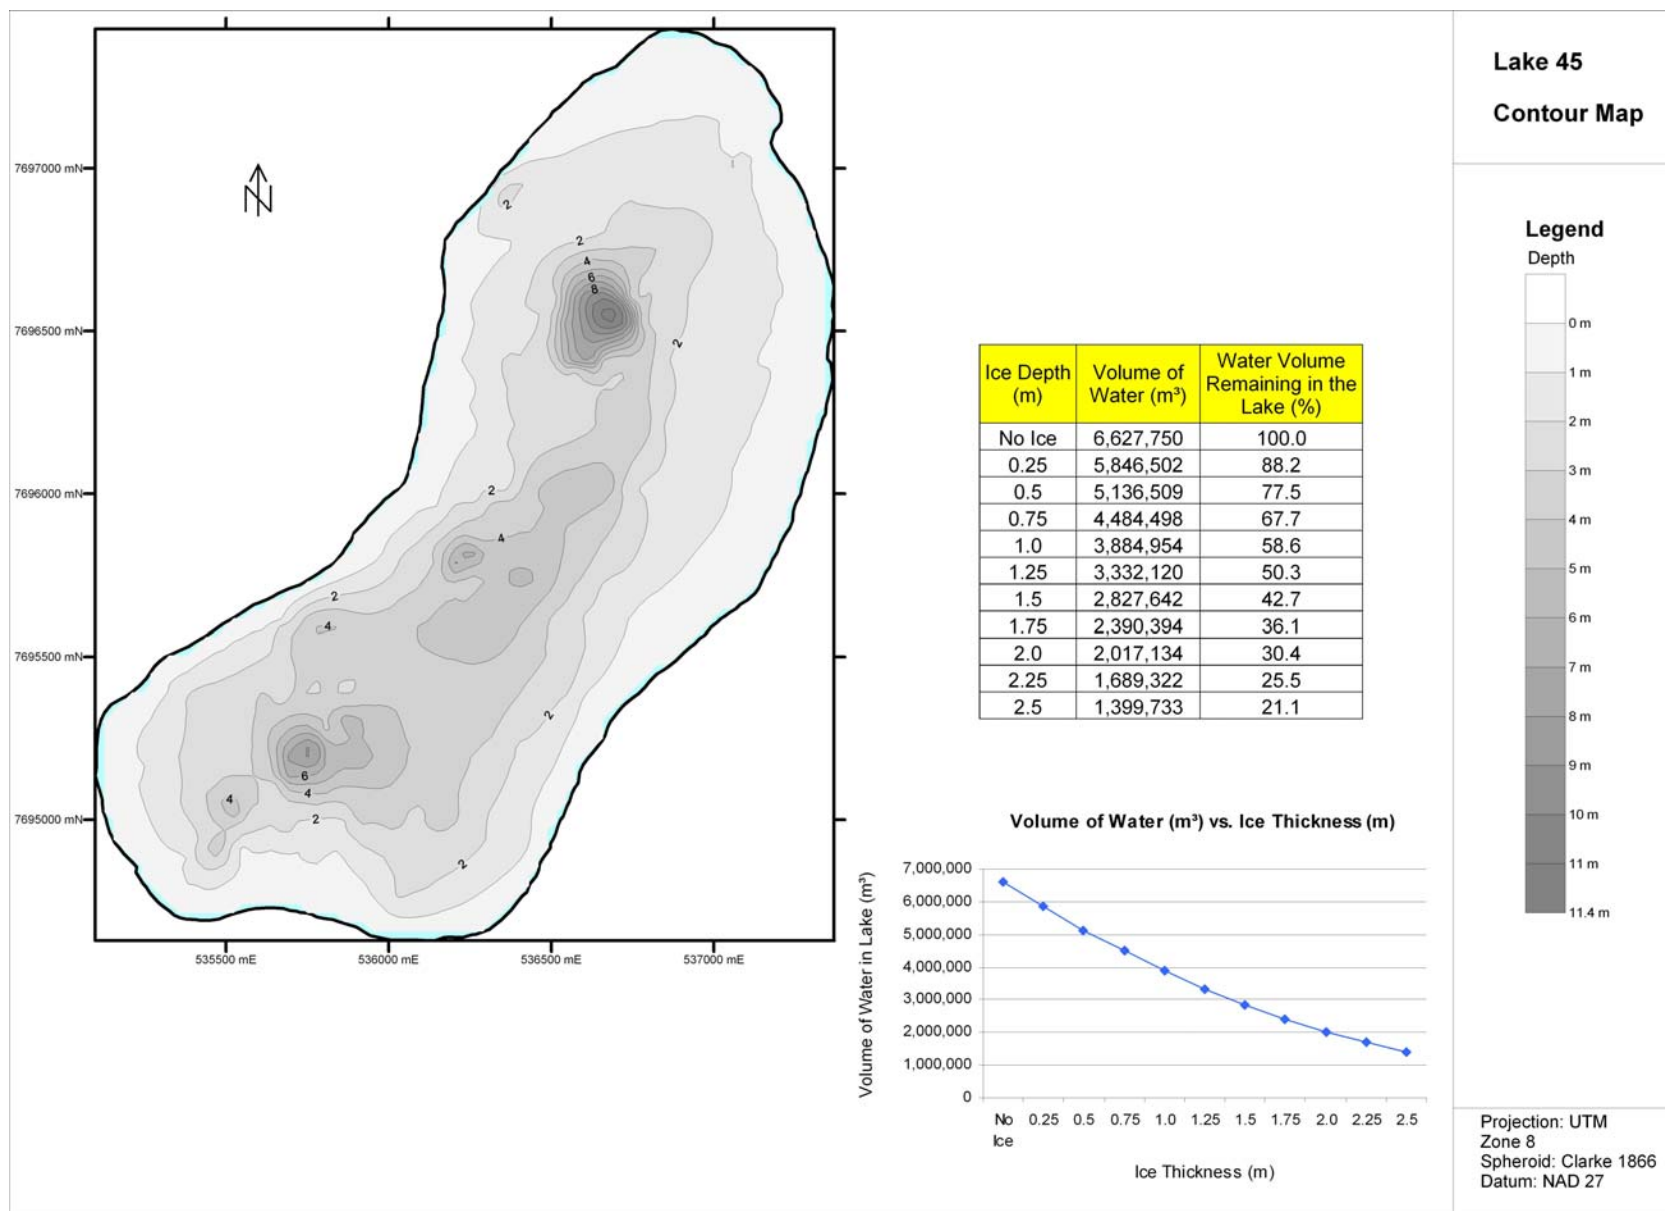 Lake 45
Contour Map
Legend
Depth
0 m
1 m
2 m
3 m
4 m
5 m
6 m
7 m
8 m
9 m
10 m
11 m
11.4 m
Projection: UTM
Zone 8
Spheroid: Clarke 1866
Datum: NAD 27
N
7697000 mN
7696500 mN
7696000 mN
7695500 mN
7695000 mN
535500 mE
536000 mE
536500 mE
537000 mE
2
2
4
6
8
2
2
4
2
4
2
6
4
4
2
2
Ice Depth (m) Volume of Water (m³) Water Volume Remaining in the Lake (%)
No Ice 6,627,750 100.0
0.25 5,846,502 88.2
0.5 5,136,509 77.5
0.75 4,484,498 67.7
1.0 3,884,954 58.6
1.25 3,332,120 50.3
1.5 2,827,642 42.7
1.75 2,390,394 36.1
2.0 2,017,134 30.4
2.25 1,689,322 25.5
2.5 1,399,733 21.1
Volume of Water (m³) vs. Ice Thickness (m)
Volume of Water in Lake (m³)
7,000,000
6,000,000
5,000,000
4,000,000
3,000,000
2,000,000
1,000,000
0
No Ice 0.25 0.5 0.75 1.0 1.25 1.5 1.75 2.0 2.25 2.5
Ice Thickness (m)